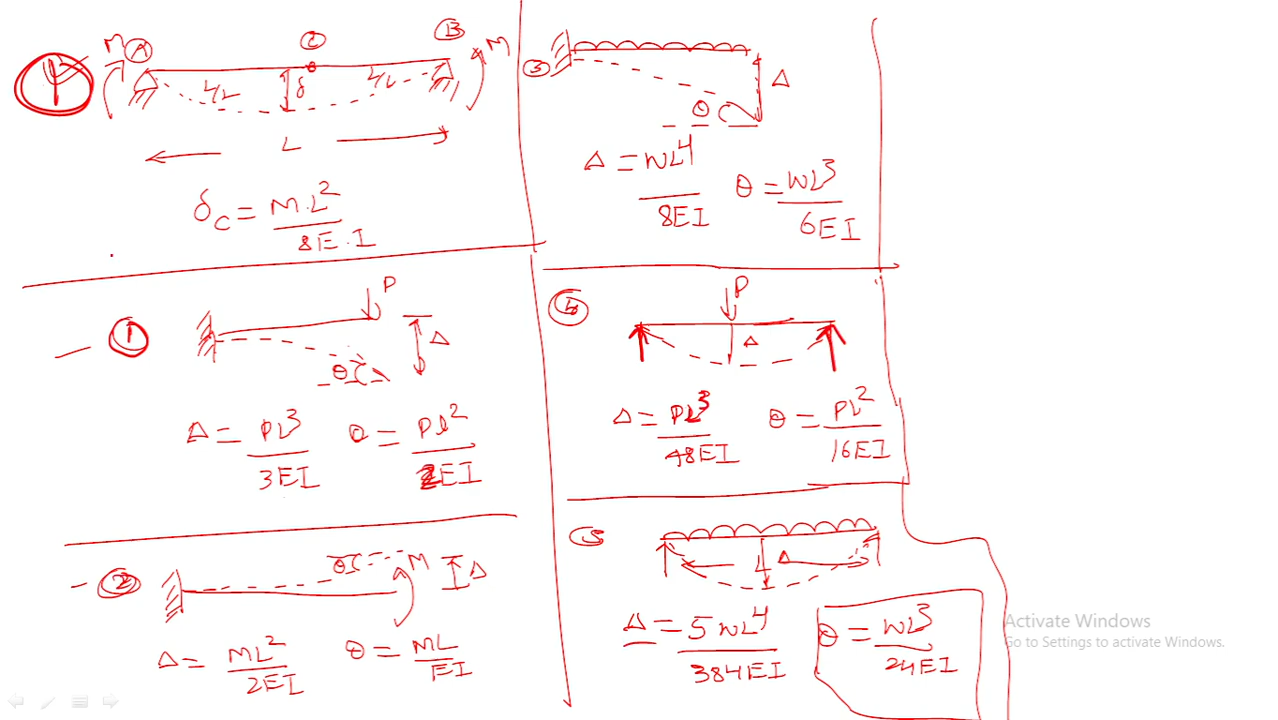 M A C B M
L/2 δ L/2
L
δc = M.L²/8E.I
1 P
Δ
θ
Δ = PL³/3EI θ = PL²/2EI
2 θ M Δ
Δ = ML²/2EI θ = ML/EI
3 Δ
θ
Δ = WL⁴/8EI θ = WL³/6EI
4 P
Δ
Δ = PL³/48EI θ = PL²/16EI
5
L Δ
Δ = 5WL⁴/384EI θ = WL³/24EI
Activate Windows
Go to Settings to activate Windows.